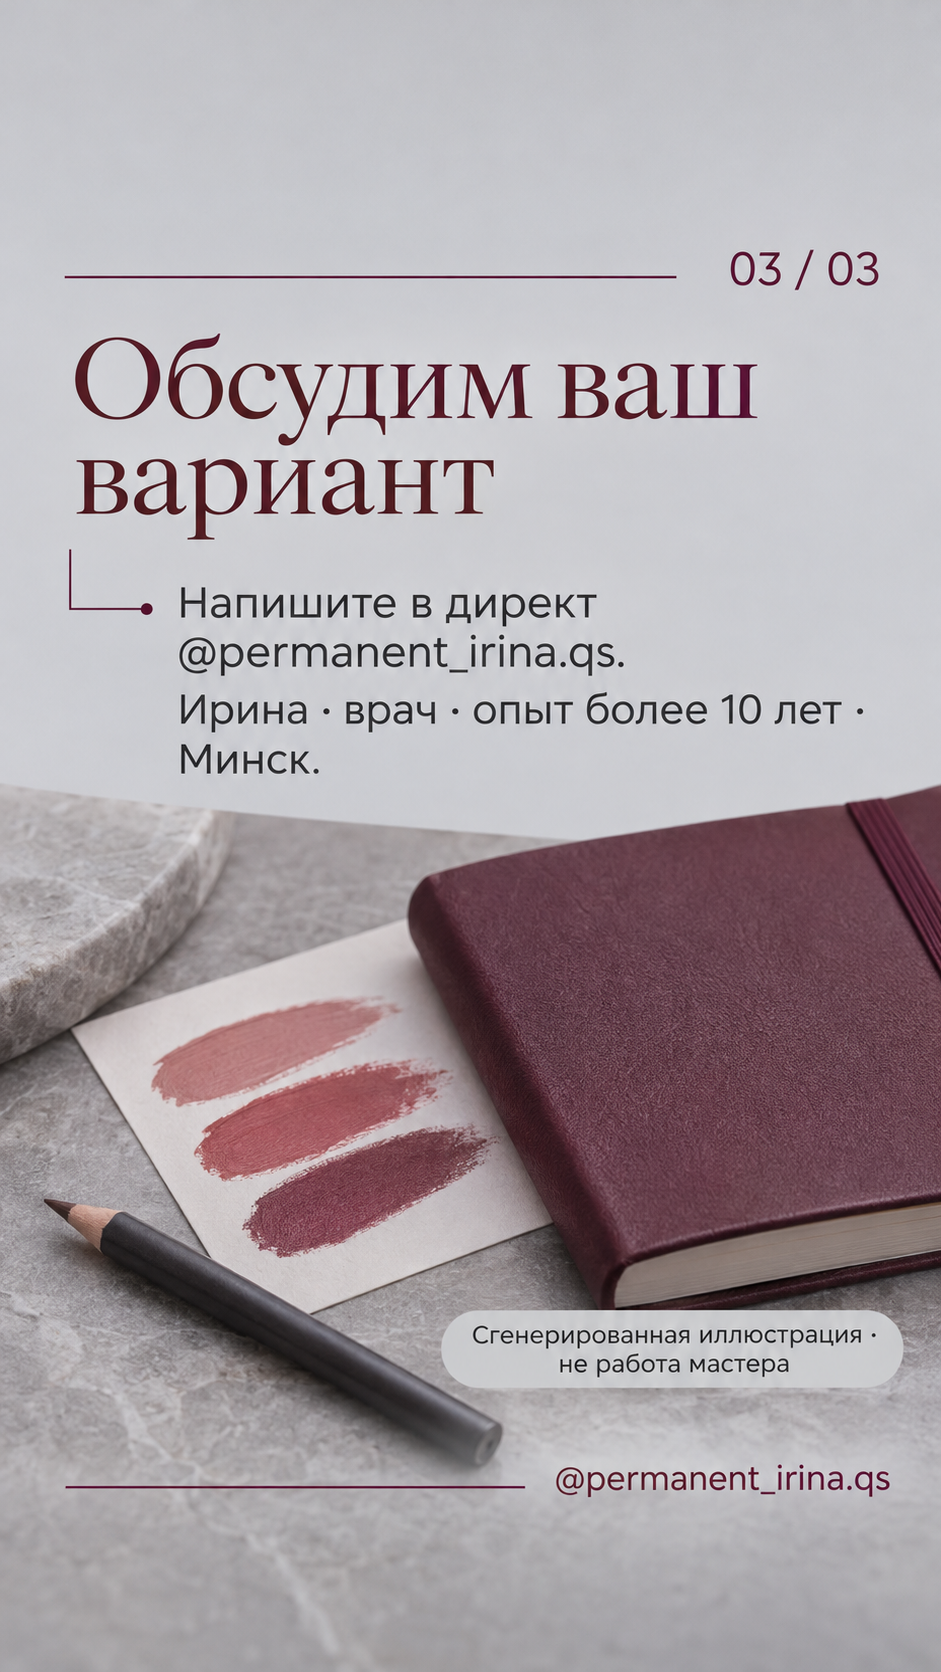 03 / 03
Обсудим ваш
вариант
Напишите в директ
@permanent_irina.qs.
Ирина · врач · опыт более 10 лет ·
Минск.
Сгенерированная иллюстрация ·
не работа мастера
@permanent_irina.qs